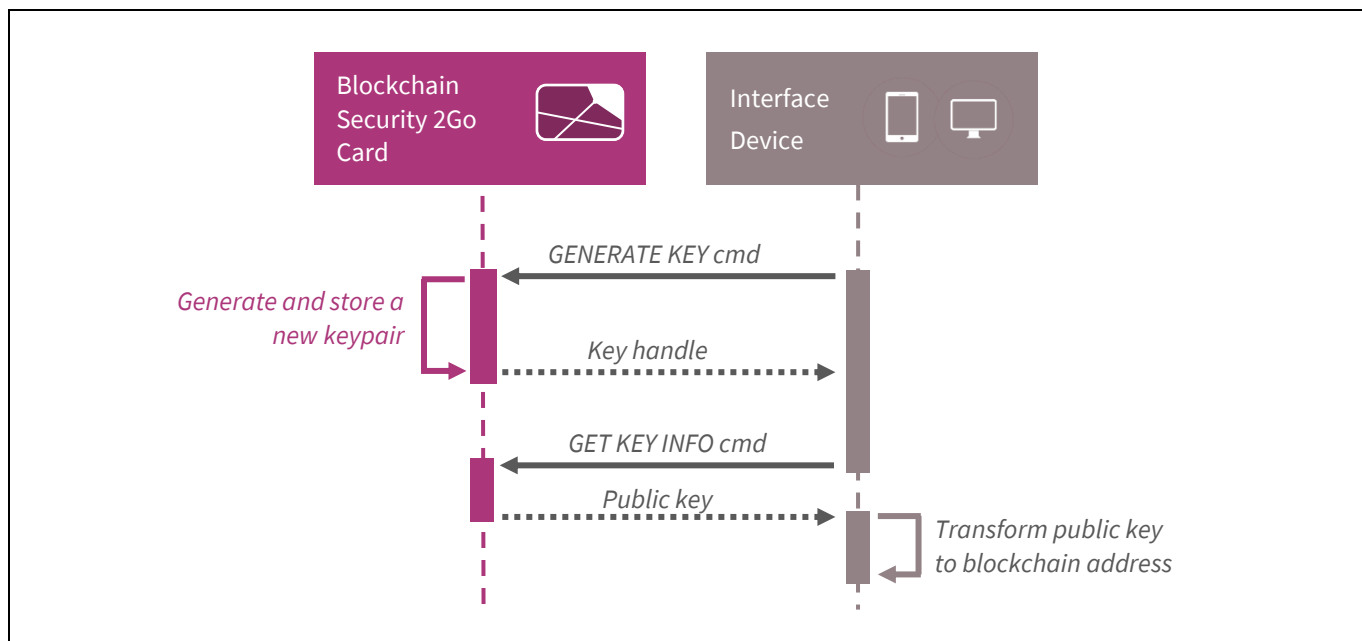 Blockchain
Security 2Go
Card
Interface
Device
GENERATE KEY cmd
Generate and store a
new keypair
Key handle
GET KEY INFO cmd
Public key
Transform public key
to blockchain address